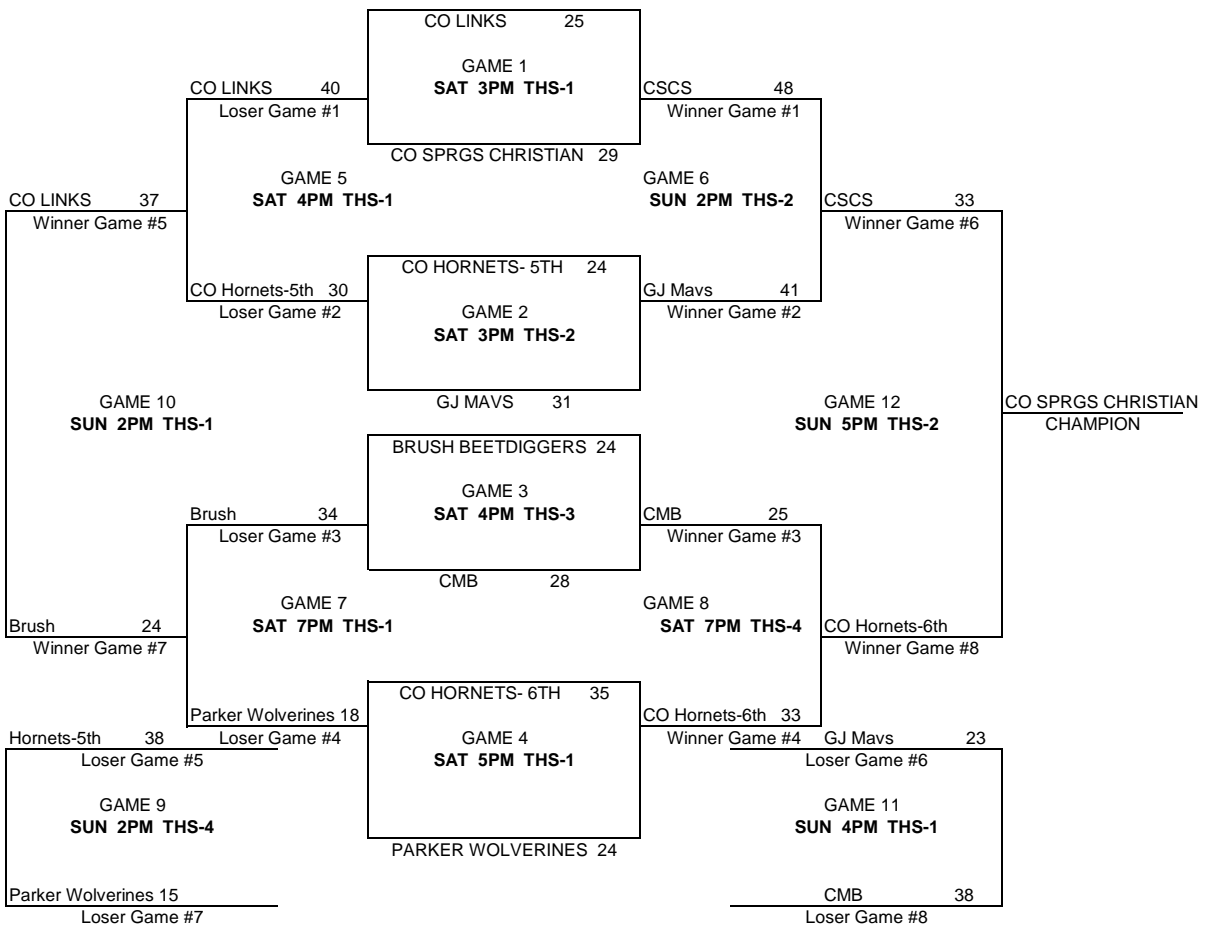 CO LINKS 25
GAME 1
CO LINKS 40 SAT 3PM THS-1 CSCS 48
Loser Game #1 Winner Game #1
CO SPRGS CHRISTIAN 29
GAME 5 GAME 6
CO LINKS 37 SAT 4PM THS-1 SUN 2PM THS-2 CSCS 33
Winner Game #5 Winner Game #6
CO HORNETS- 5TH 24
CO Hornets-5th 30 GJ Mavs 41
Loser Game #2 GAME 2 Winner Game #2
SAT 3PM THS-2
GAME 10 GJ MAVS 31 GAME 12 CO SPRGS CHRISTIAN
SUN 2PM THS-1 SUN 5PM THS-2 CHAMPION
BRUSH BEETDIGGERS 24
GAME 3
Brush 34 SAT 4PM THS-3 CMB 25
Loser Game #3 Winner Game #3
CMB 28
GAME 7 GAME 8
Brush 24 SAT 7PM THS-1 SAT 7PM THS-4 CO Hornets-6th
Winner Game #7 Winner Game #8
CO HORNETS- 6TH 35
Parker Wolverines 18 CO Hornets-6th 33
Hornets-5th 38 Loser Game #4 GAME 4 Winner Game #4 GJ Mavs 23
Loser Game #5 SAT 5PM THS-1 Loser Game #6
GAME 9 GAME 11
SUN 2PM THS-4 SUN 4PM THS-1
PARKER WOLVERINES 24
Parker Wolverines 15 CMB 38
Loser Game #7 Loser Game #8